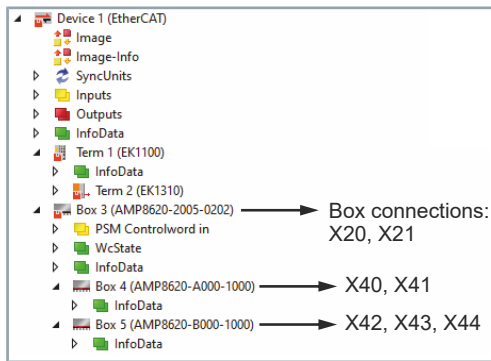 Device 1 (EtherCAT)
Image
Image-Info
SyncUnits
Inputs
Outputs
InfoData
Term 1 (EK1100)
InfoData
Term 2 (EK1310)
Box 3 (AMP8620-2005-0202)
Box connections:
X20, X21
PSM Controlword in
WcState
InfoData
Box 4 (AMP8620-A000-1000)
X40, X41
InfoData
Box 5 (AMP8620-B000-1000)
X42, X43, X44
InfoData